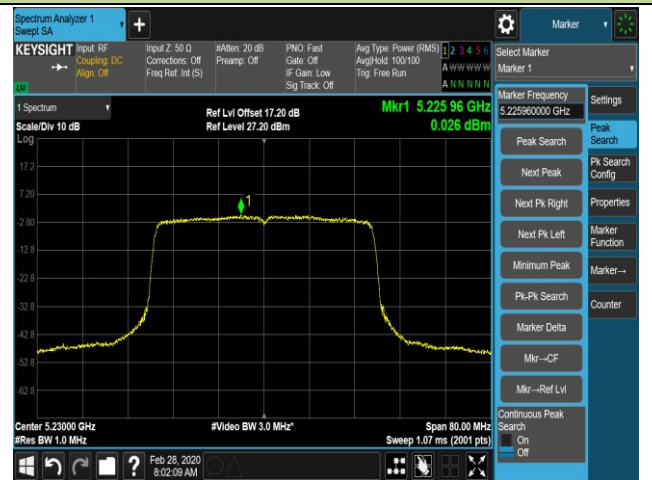 Spectrum Analyzer 1
Swept SA
Marker
KEYSIGHT
Input: RF
Coupling: DC
Align: Off
Input Z: 50 Ω
Corrections: Off
Freq Ref: Int (S)
#Atten: 20 dB
Preamp: Off
PNO: Fast
Gate: Off
IF Gain: Low
Sig Track: Off
Avg Type: Power (RMS)
Avg|Hold: 100/100
Trig: Free Run
1 2 3 4 5 6
A W W W W W
A N N N N N
LXI
Select Marker
Marker 1
1 Spectrum
Scale/Div 10 dB
Log
Ref Lvl Offset 17.20 dB
Ref Level 27.20 dBm
Mkr1 5.225 96 GHz
0.026 dBm
17.2
7.20
-2.80
-12.8
-22.8
-32.8
-42.8
-52.8
-62.8
1
Center 5.23000 GHz
#Res BW 1.0 MHz
#Video BW 3.0 MHz*
Span 80.00 MHz
Sweep 1.07 ms (2001 pts)
Marker Frequency
5.225960000 GHz
Peak Search
Next Peak
Next Pk Right
Next Pk Left
Minimum Peak
Pk-Pk Search
Marker Delta
Mkr→CF
Mkr→Ref Lvl
Continuous Peak
Search
On
Off
Settings
Peak
Search
Pk Search
Config
Properties
Marker
Function
Marker→
Counter
Feb 28, 2020
8:02:09 AM